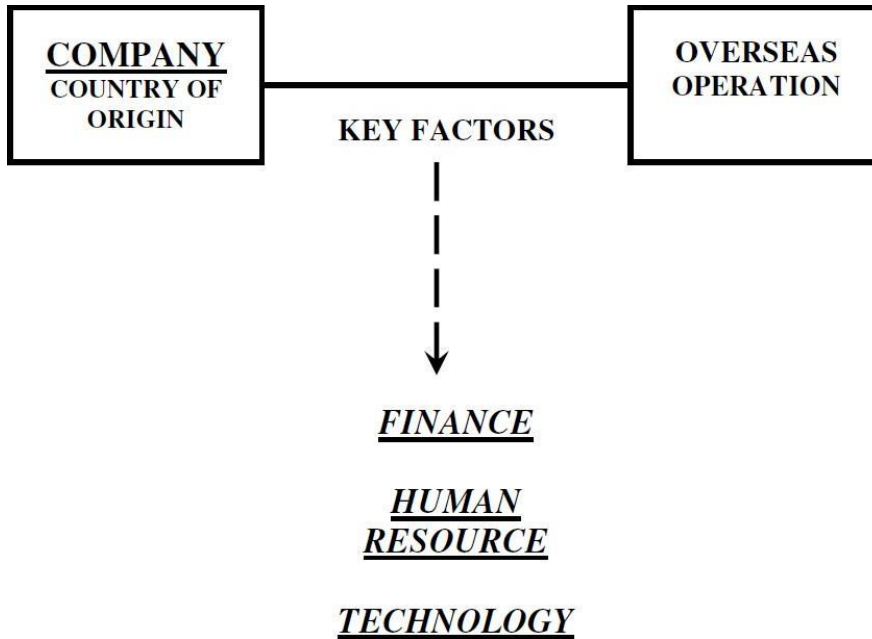 COMPANY
COUNTRY OF
ORIGIN
OVERSEAS
OPERATION
KEY FACTORS
FINANCE
HUMAN
RESOURCE
TECHNOLOGY